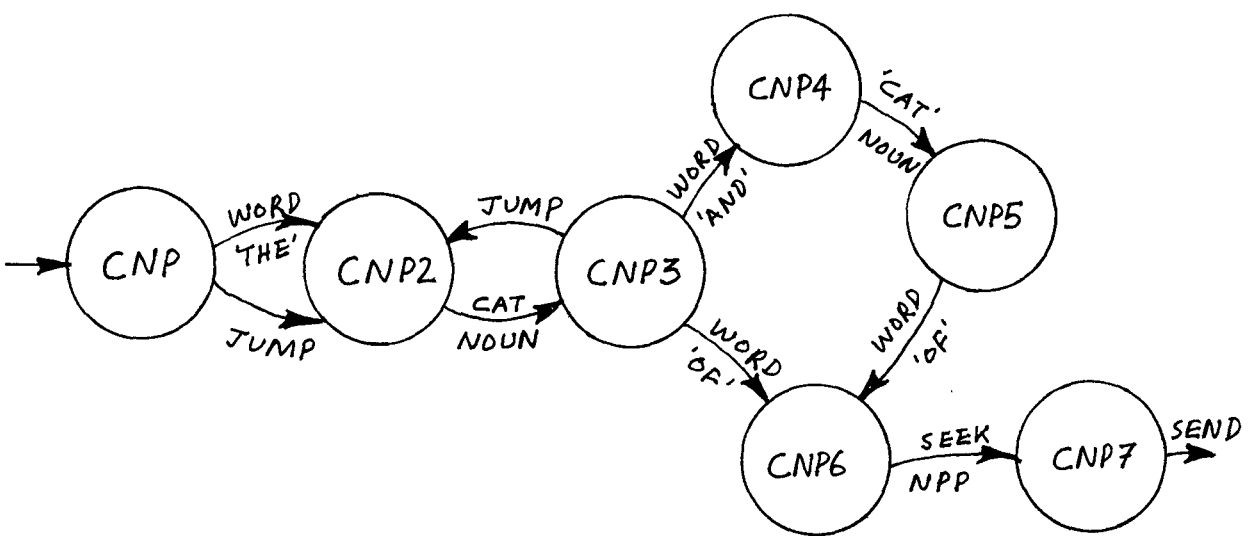 CNP
WORD
'THE'
JUMP
CNP2
JUMP
CAT
NOUN
CNP3
WORD
'AND'
CNP4
'CAT'
NOUN
CNP5
WORD
'OF'
WORD
'OF'
CNP6
SEEK
NPP
CNP7
SEND